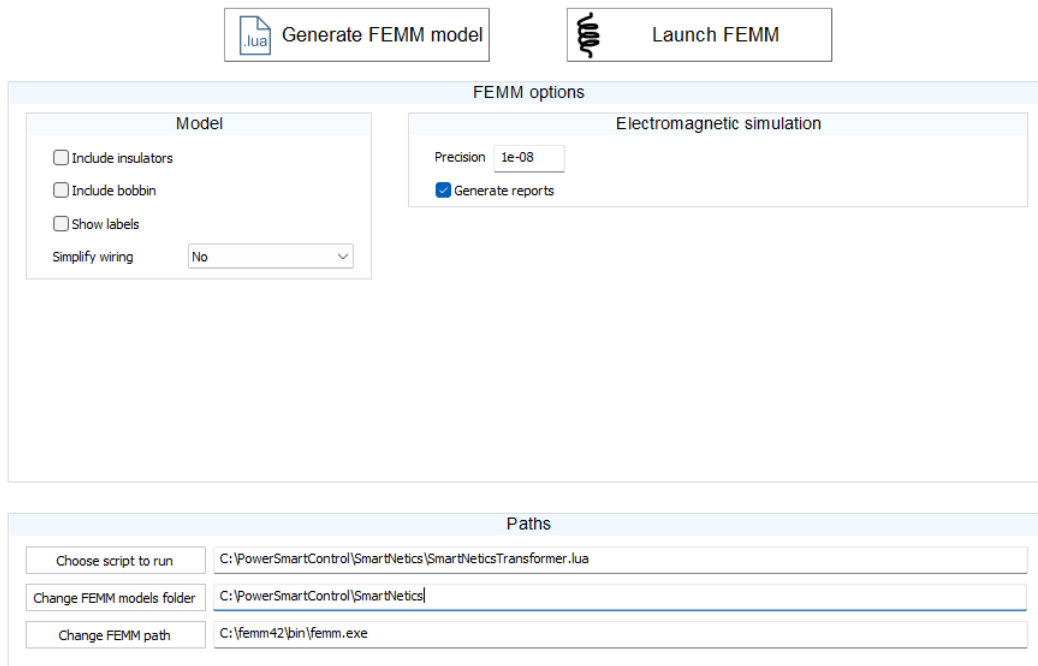 .lua Generate FEMM model Launch FEMM
FEMM options
Model Electromagnetic simulation
Include insulators Precision 1e-08
Include bobbin Generate reports
Show labels
Simplify wiring No
Paths
Choose script to run C:\PowerSmartControl\SmartNetics\SmartNeticsTransformer.lua
Change FEMM models folder C:\PowerSmartControl\SmartNetics
Change FEMM path C:\femm42\bin\femm.exe